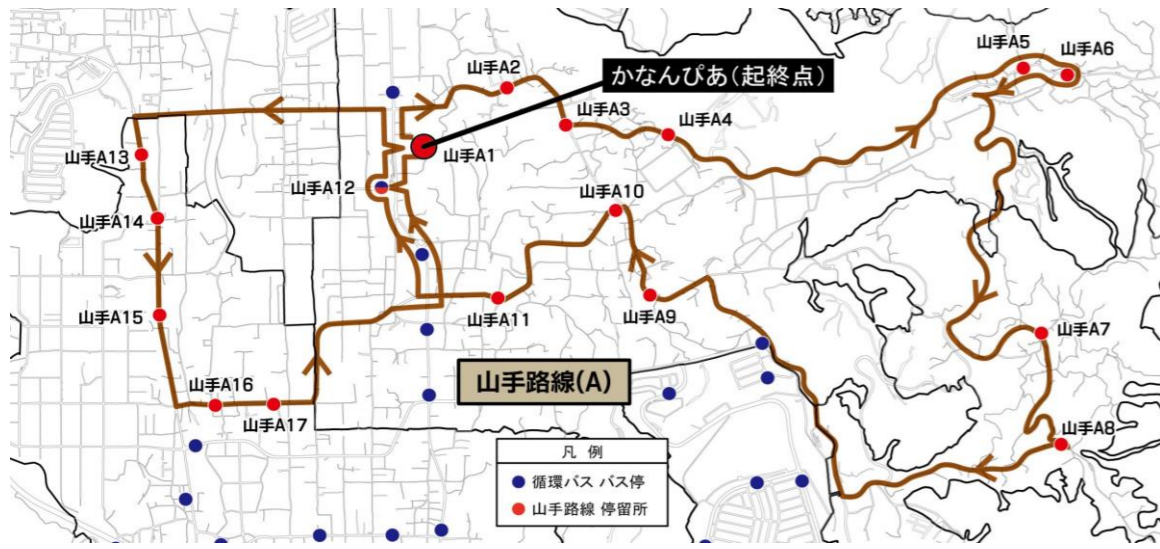 山手A5
山手A6
山手A2
かなんぴあ(起終点)
山手A3
山手A4
山手A1
山手A13
山手A12
山手A10
山手A14
山手A15
山手A11
山手A9
山手A7
山手路線(A)
山手A16
山手A17
山手A8
凡 例
循環バス バス停
山手路線 停留所